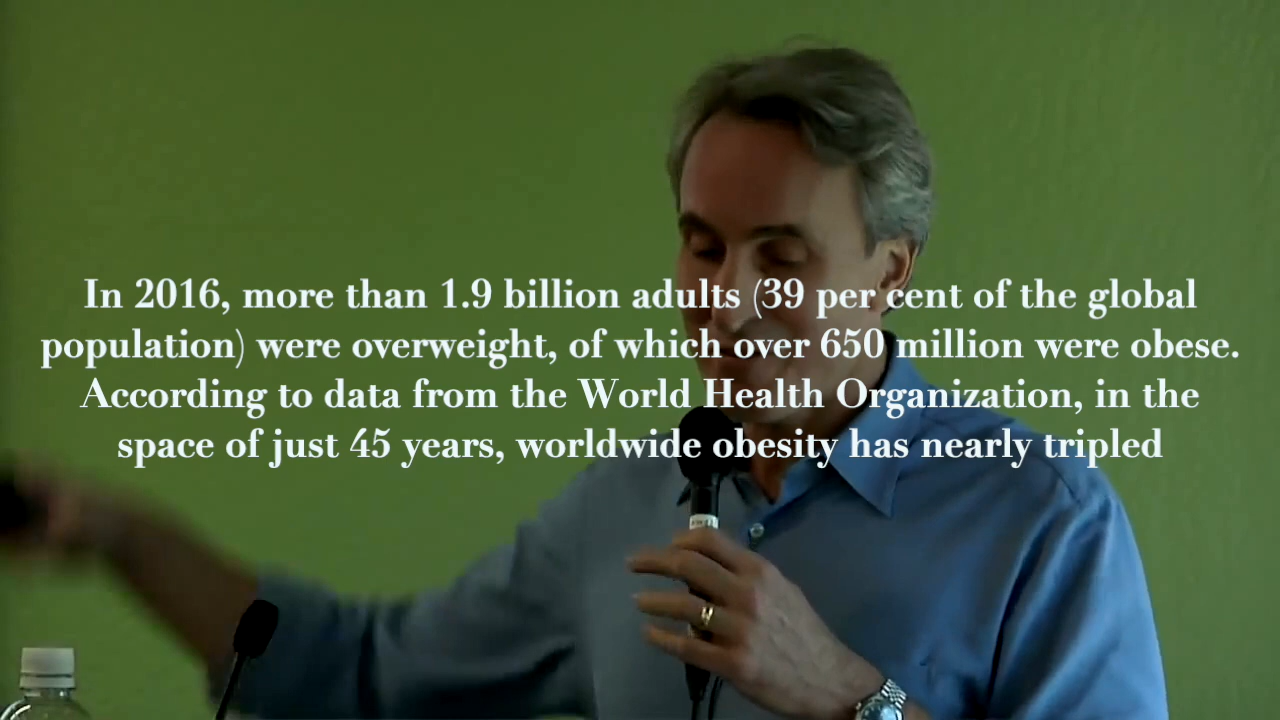 In 2016, more than 1.9 billion adults (39 per cent of the global
population) were overweight, of which over 650 million were obese.
According to data from the World Health Organization, in the
space of just 45 years, worldwide obesity has nearly tripled